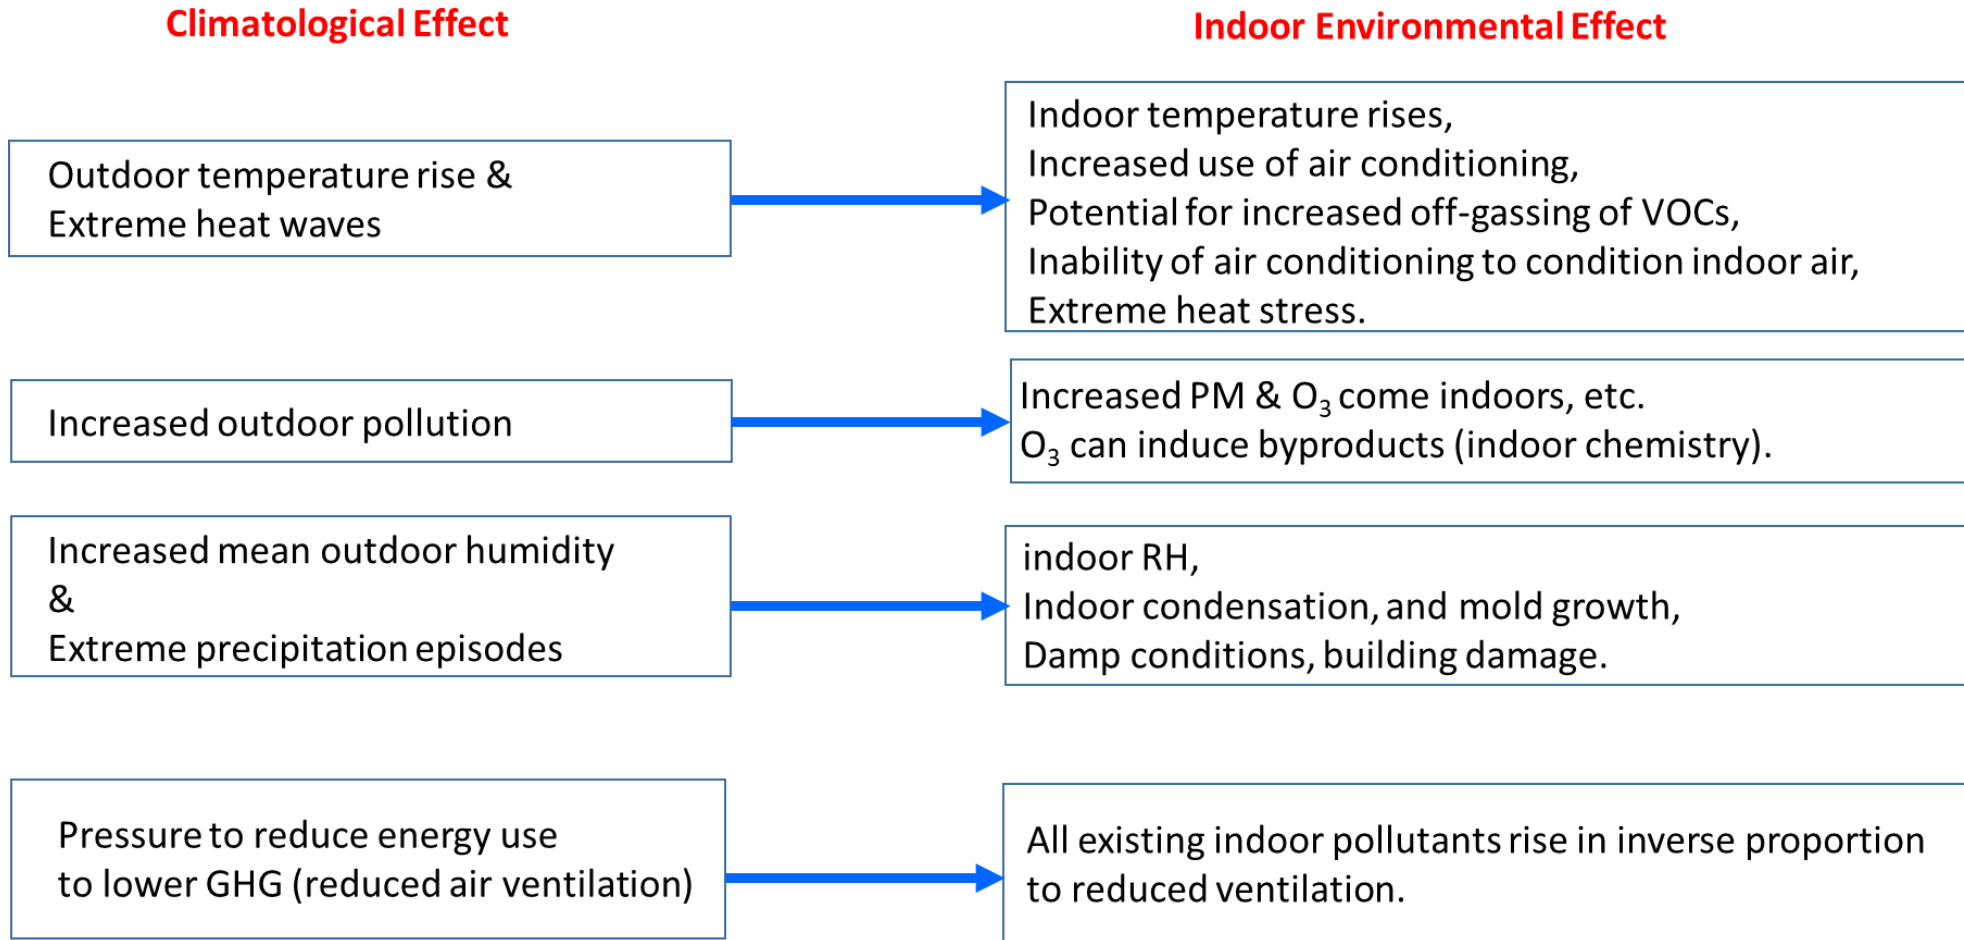 Climatological Effect
Indoor Environmental Effect
Outdoor temperature rise &
Extreme heat waves
Indoor temperature rises,
Increased use of air conditioning,
Potential for increased off-gassing of VOCs,
Inability of air conditioning to condition indoor air,
Extreme heat stress.
Increased outdoor pollution
Increased PM & O₃ come indoors, etc.
O₃ can induce byproducts (indoor chemistry).
Increased mean outdoor humidity
&
Extreme precipitation episodes
indoor RH,
Indoor condensation, and mold growth,
Damp conditions, building damage.
Pressure to reduce energy use
to lower GHG (reduced air ventilation)
All existing indoor pollutants rise in inverse proportion
to reduced ventilation.